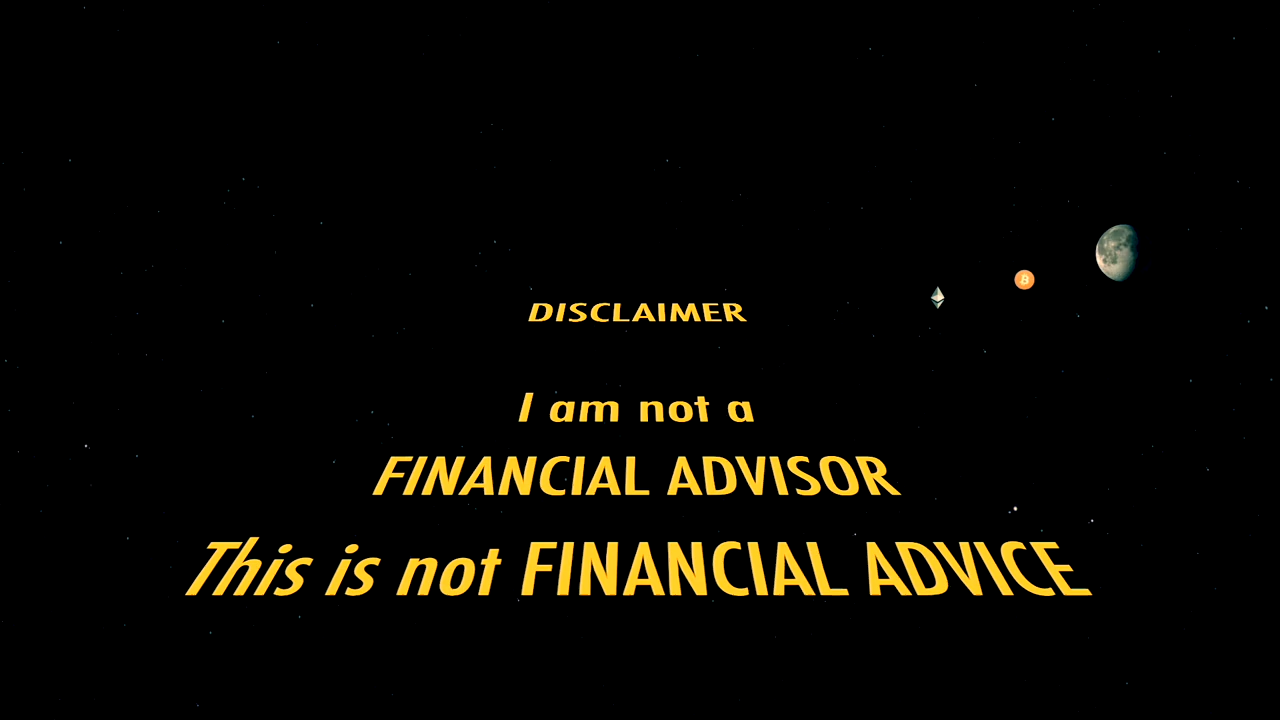 DISCLAIMER
I am not a
FINANCIAL ADVISOR
This is not FINANCIAL ADVICE